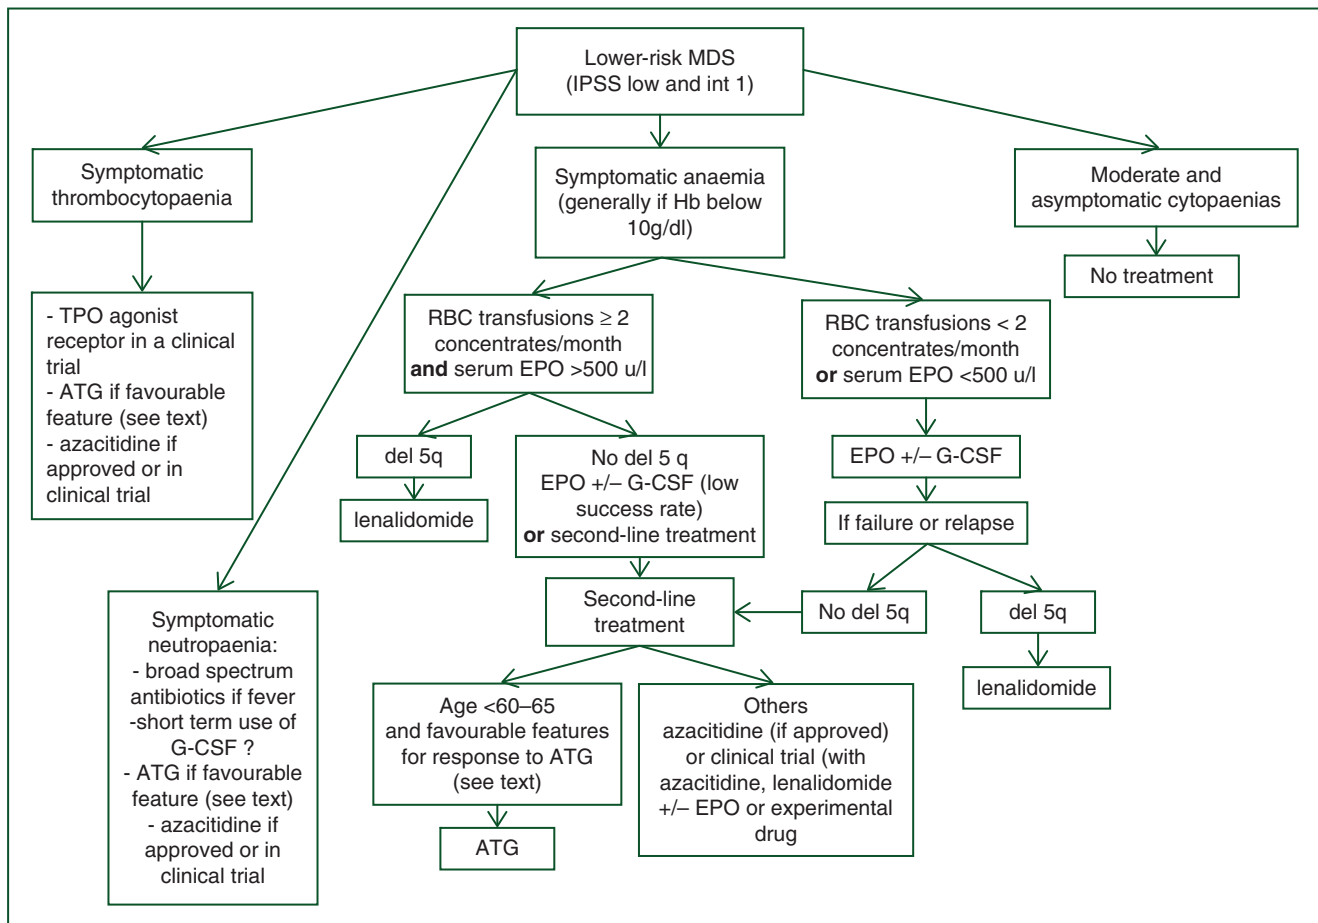 Lower-risk MDS
(IPSS low and int 1)
Symptomatic
thrombocytopaenia
Symptomatic anaemia
(generally if Hb below
10g/dl)
Moderate and
asymptomatic cytopaenias
No treatment
- TPO agonist
receptor in a clinical
trial
- ATG if favourable
feature (see text)
- azacitidine if
approved or in
clinical trial
RBC transfusions ≥ 2
concentrates/month
and serum EPO >500 u/l
RBC transfusions < 2
concentrates/month
or serum EPO <500 u/l
del 5q
lenalidomide
No del 5 q
EPO +/– G-CSF (low
success rate)
or second-line treatment
EPO +/– G-CSF
If failure or relapse
Second-line
treatment
No del 5q
del 5q
lenalidomide
Symptomatic
neutropaenia:
- broad spectrum
antibiotics if fever
-short term use of
G-CSF ?
- ATG if favourable
feature (see text)
- azacitidine if
approved or in
clinical trial
Age <60–65
and favourable features
for response to ATG
(see text)
ATG
Others
azacitidine (if approved)
or clinical trial (with
azacitidine, lenalidomide
+/– EPO or experimental
drug